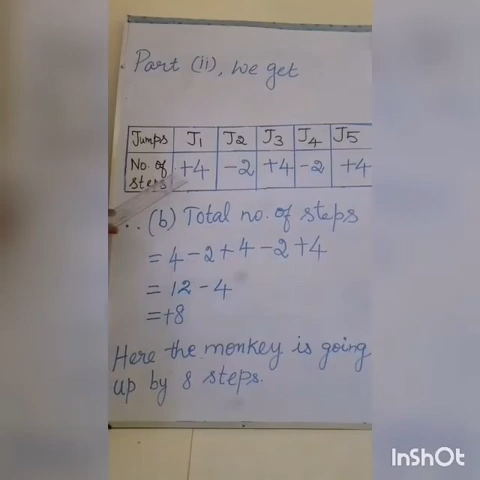 Part (ii), we get
Jumps J1 J2 J3 J4 J5
No. of steps +4 -2 +4 -2 +4
.. (b) Total no. of steps
= 4 - 2 + 4 - 2 + 4
= 12 - 4
= +8
Here the monkey is going
up by 8 steps.
InShOt